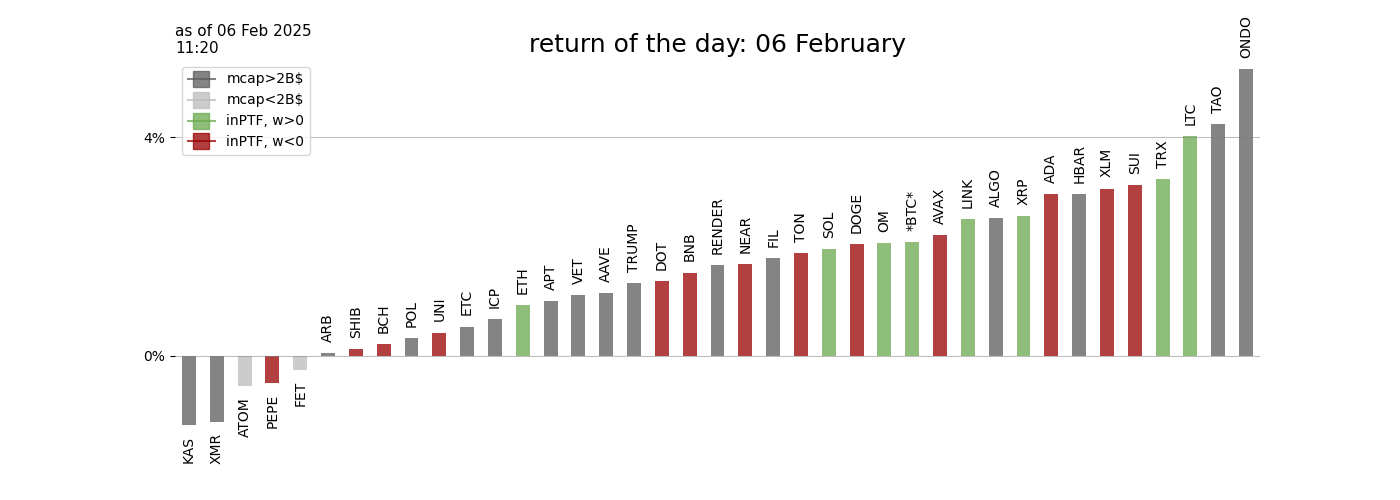 as of 06 Feb 2025
11:20
return of the day: 06 February
mcap>2B$
mcap<2B$
inPTF, w>0
inPTF, w<0
4%
0%
KAS
XMR
ATOM
PEPE
FET
ARB
SHIB
BCH
POL
UNI
ETC
ICP
ETH
APT
VET
AAVE
TRUMP
DOT
BNB
RENDER
NEAR
FIL
TON
SOL
DOGE
OM
*BTC*
AVAX
LINK
ALGO
XRP
ADA
HBAR
XLM
SUI
TRX
LTC
TAO
ONDO